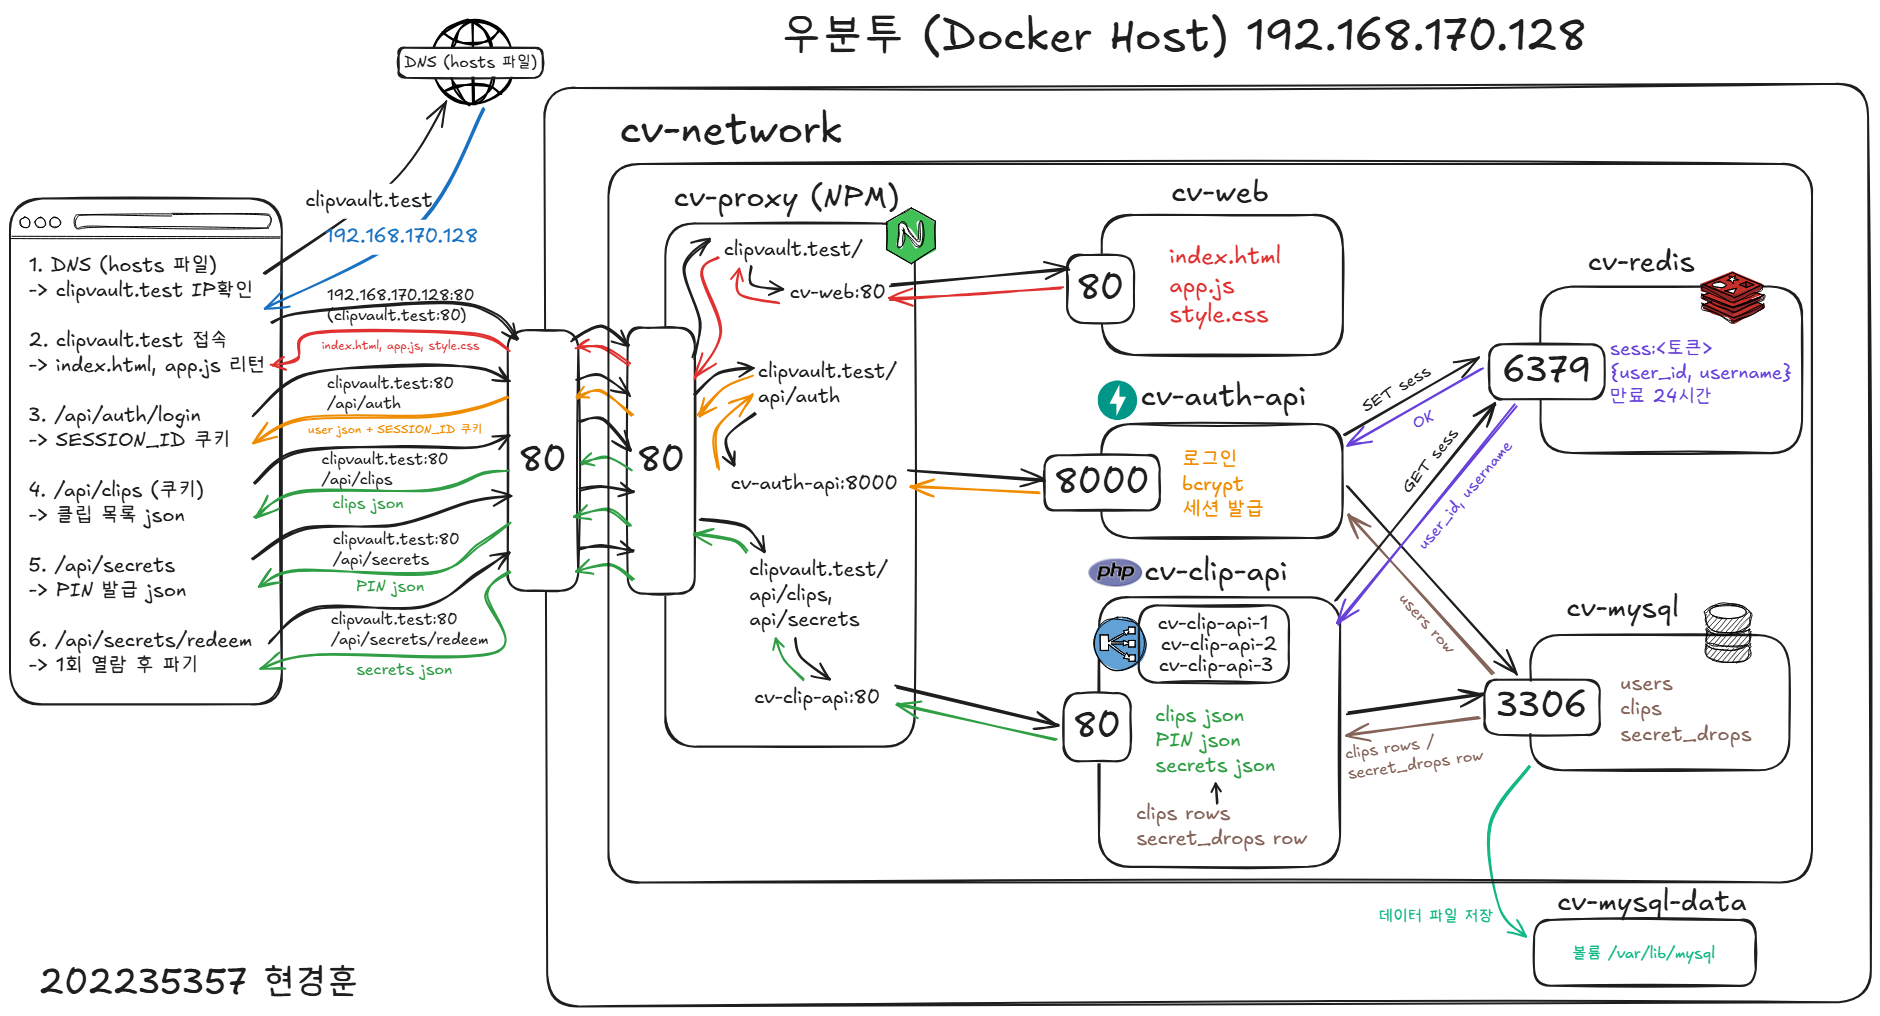 우분투 (Docker Host) 192.168.170.128
DNS (hosts 파일)
clipvault.test
192.168.170.128
1. DNS (hosts 파일)
-> clipvault.test IP확인
2. clipvault.test 접속
-> index.html, app.js 리턴
3. /api/auth/login
-> SESSION_ID 쿠키
4. /api/clips (쿠키)
-> 클립 목록 json
5. /api/secrets
-> PIN 발급 json
6. /api/secrets/redeem
-> 1회 열람 후 파기
192.168.170.128:80
(clipvault.test:80)
index.html, app.js, style.css
clipvault.test:80
/api/auth
user json + SESSION_ID 쿠키
clipvault.test:80
/api/clips
clips json
clipvault.test:80
/api/secrets
PIN json
clipvault.test:80
/api/secrets/redeem
secrets json
80
80
cv-network
cv-proxy (NPM)
N
clipvault.test/
cv-web:80
clipvault.test/
api/auth
cv-auth-api:8000
clipvault.test/
api/clips,
api/secrets
cv-clip-api:80
cv-web
80
index.html
app.js
style.css
cv-auth-api
8000
로그인
bcrypt
세션 발급
php
cv-clip-api
cv-clip-api-1
cv-clip-api-2
cv-clip-api-3
80
clips json
PIN json
secrets json
clips rows
secret_drops row
SET sess
OK
GET sess
user_id, username
users row
clips rows /
secret_drops row
cv-redis
6379
sess:<토큰>
{user_id, username}
만료 24시간
cv-mysql
3306
users
clips
secret_drops
데이터 파일 저장
cv-mysql-data
볼륨 /var/lib/mysql
202235357 현경훈